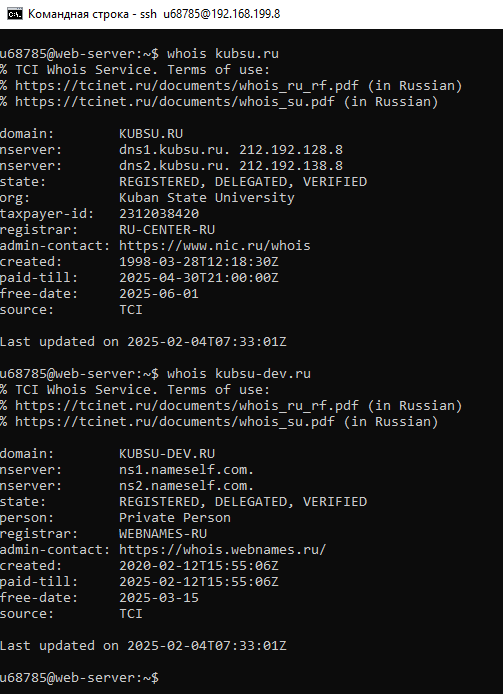 Командная строка - ssh u68785@192.168.199.8
u68785@web-server:~$ whois kubsu.ru
% TCI Whois Service. Terms of use:
% https://tcinet.ru/documents/whois_ru_rf.pdf (in Russian)
% https://tcinet.ru/documents/whois_su.pdf (in Russian)

domain:        KUBSU.RU
nserver:       dns1.kubsu.ru. 212.192.128.8
nserver:       dns2.kubsu.ru. 212.192.138.8
state:         REGISTERED, DELEGATED, VERIFIED
org:           Kuban State University
taxpayer-id:   2312038420
registrar:     RU-CENTER-RU
admin-contact: https://www.nic.ru/whois
created:       1998-03-28T12:18:30Z
paid-till:     2025-04-30T21:00:00Z
free-date:     2025-06-01
source:        TCI

Last updated on 2025-02-04T07:33:01Z

u68785@web-server:~$ whois kubsu-dev.ru
% TCI Whois Service. Terms of use:
% https://tcinet.ru/documents/whois_ru_rf.pdf (in Russian)
% https://tcinet.ru/documents/whois_su.pdf (in Russian)

domain:        KUBSU-DEV.RU
nserver:       ns1.nameself.com.
nserver:       ns2.nameself.com.
state:         REGISTERED, DELEGATED, VERIFIED
person:        Private Person
registrar:     WEBNAMES-RU
admin-contact: https://whois.webnames.ru/
created:       2020-02-12T15:55:06Z
paid-till:     2025-02-12T15:55:06Z
free-date:     2025-03-15
source:        TCI

Last updated on 2025-02-04T07:33:01Z

u68785@web-server:~$